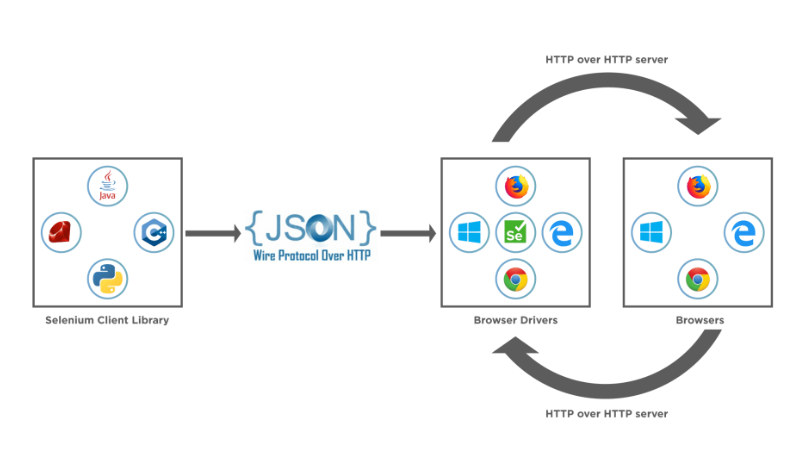 HTTP over HTTP server
Java
{JSON}
Wire Protocol Over HTTP
Se
Selenium Client Library
Browser Drivers
Browsers
HTTP over HTTP server